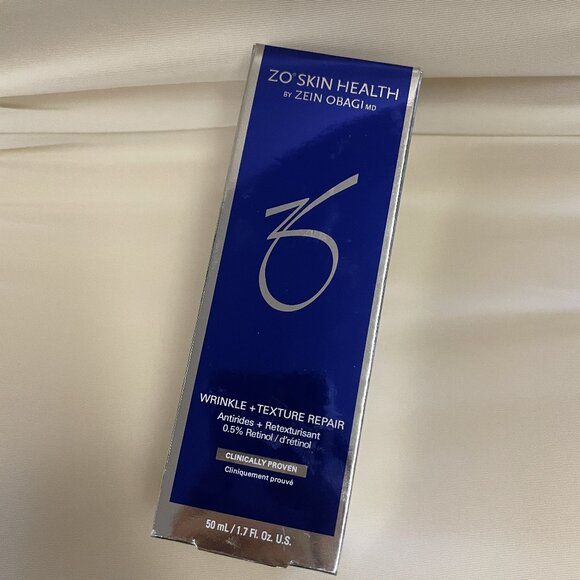 ZO® SKIN HEALTH
BY ZEIN OBAGI MD
WRINKLE + TEXTURE REPAIR
Antirides + Retexturisant
0.5% Retinol / d'rétinol
CLINICALLY PROVEN
Cliniquement prouvé
50 mL / 1.7 Fl. Oz. U.S.